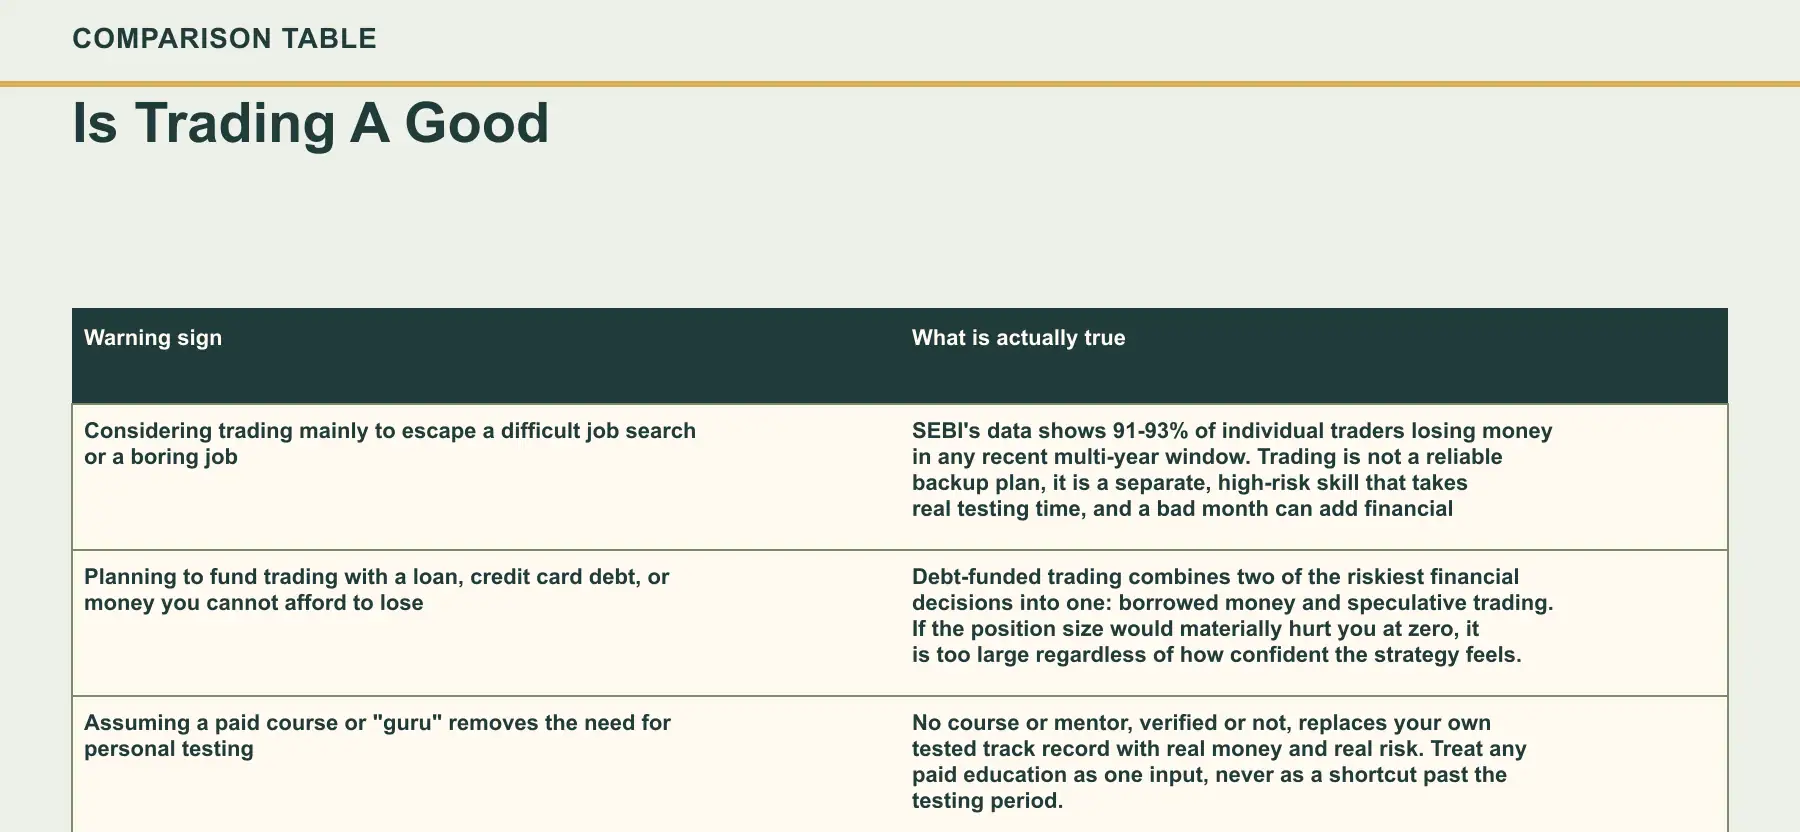 COMPARISON TABLE
Is Trading A Good
Warning sign
What is actually true
Considering trading mainly to escape a difficult job search
or a boring job
SEBI's data shows 91-93% of individual traders losing money
in any recent multi-year window. Trading is not a reliable
backup plan, it is a separate, high-risk skill that takes
real testing time, and a bad month can add financial
Planning to fund trading with a loan, credit card debt, or
money you cannot afford to lose
Debt-funded trading combines two of the riskiest financial
decisions into one: borrowed money and speculative trading.
If the position size would materially hurt you at zero, it
is too large regardless of how confident the strategy feels.
Assuming a paid course or "guru" removes the need for
personal testing
No course or mentor, verified or not, replaces your own
tested track record with real money and real risk. Treat any
paid education as one input, never as a shortcut past the
testing period.